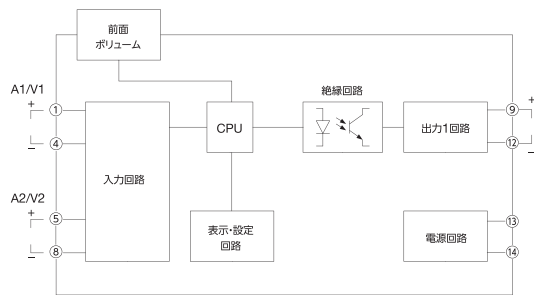 前面
ボリューム
A1/V1
+
①
−
④
A2/V2
+
⑤
−
⑧
入力回路
CPU
表示・設定
回路
絶縁回路
出力1回路
⑨
+
⑫
−
電源回路
⑬
⑭